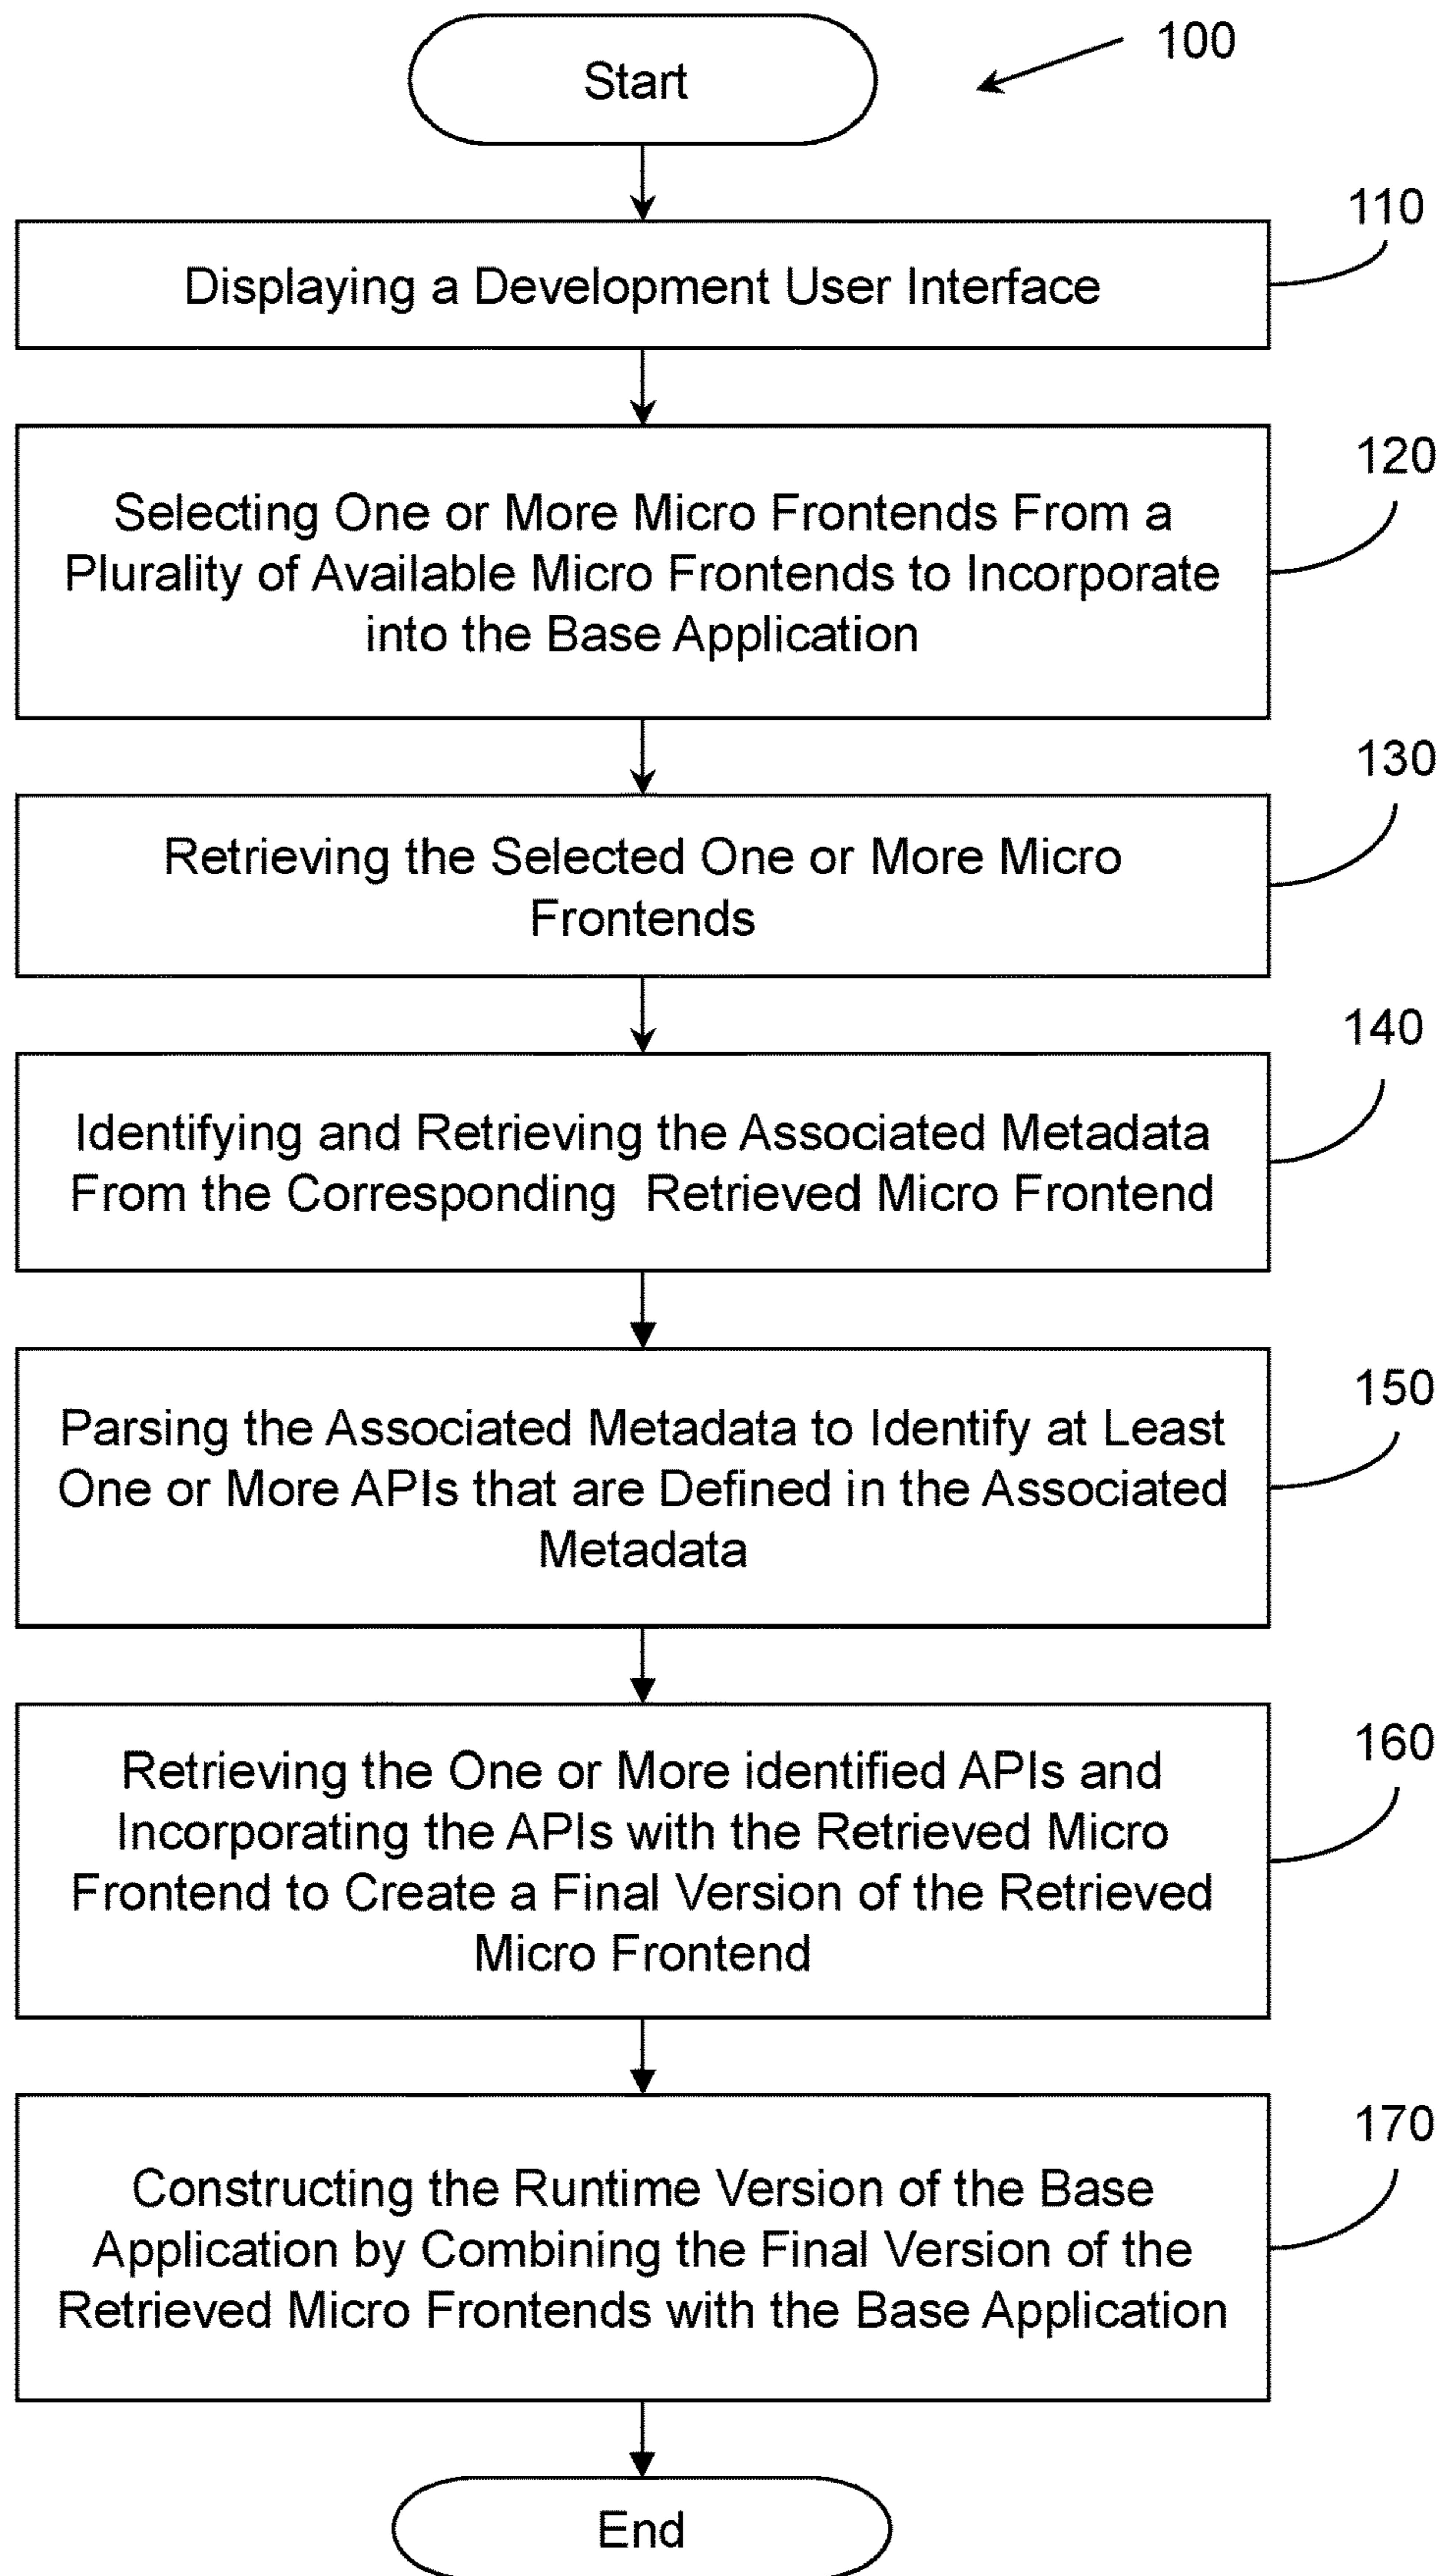 Start
100
110
Displaying a Development User Interface
120
Selecting One or More Micro Frontends From a
Plurality of Available Micro Frontends to Incorporate
into the Base Application
130
Retrieving the Selected One or More Micro
Frontends
140
Identifying and Retrieving the Associated Metadata
From the Corresponding  Retrieved Micro Frontend
150
Parsing the Associated Metadata to Identify at Least
One or More APIs that are Defined in the Associated
Metadata
160
Retrieving the One or More identified APIs and
Incorporating the APIs with the Retrieved Micro
Frontend to Create a Final Version of the Retrieved
Micro Frontend
170
Constructing the Runtime Version of the Base
Application by Combining the Final Version of the
Retrieved Micro Frontends with the Base Application
End